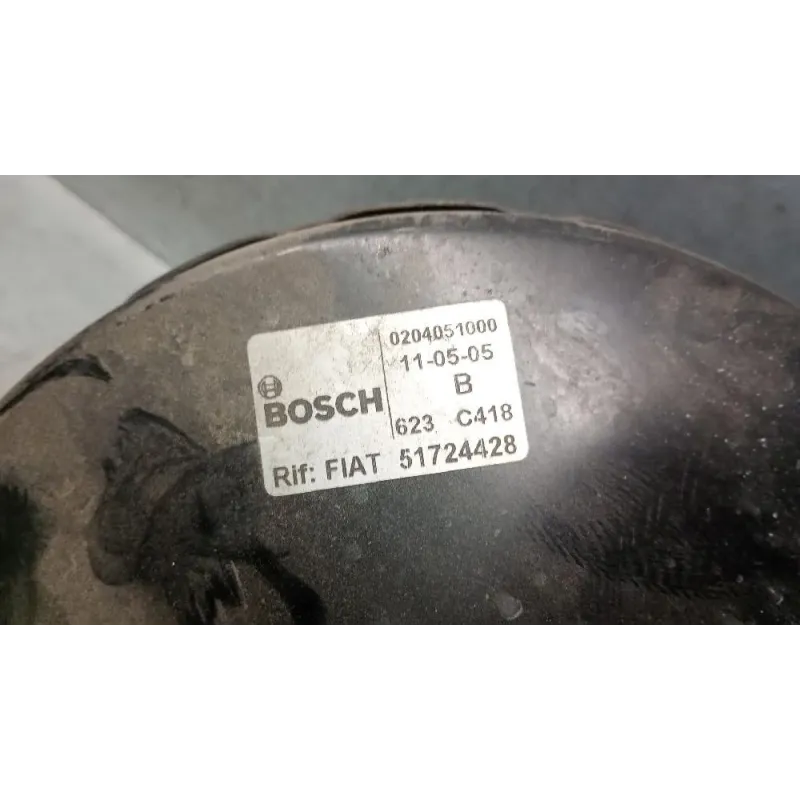 0204051000
11-05-05
B
BOSCH
623 C418
Rif: FIAT 51724428